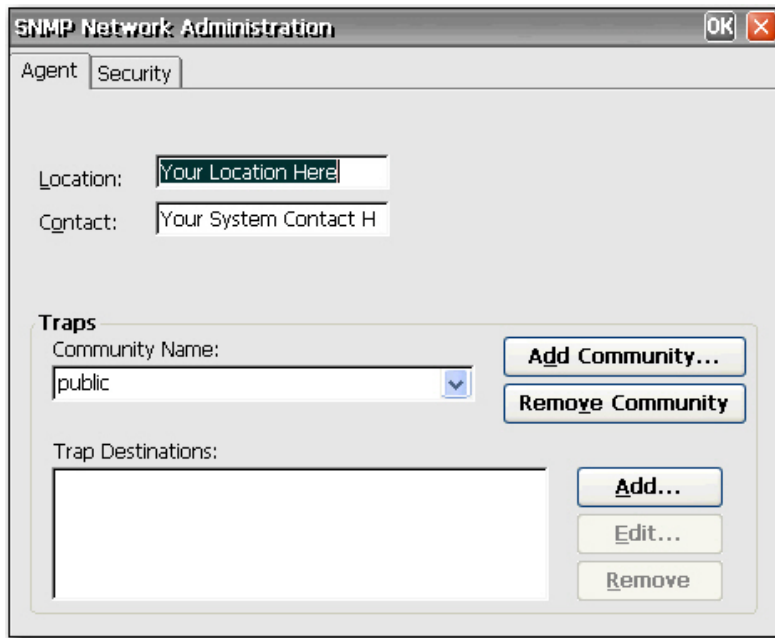 SNMP Network Administration OK
Agent Security
Location: Your Location Here
Contact: Your System Contact H
Traps
Community Name:
public
Add Community...
Remove Community
Trap Destinations:
Add...
Edit...
Remove